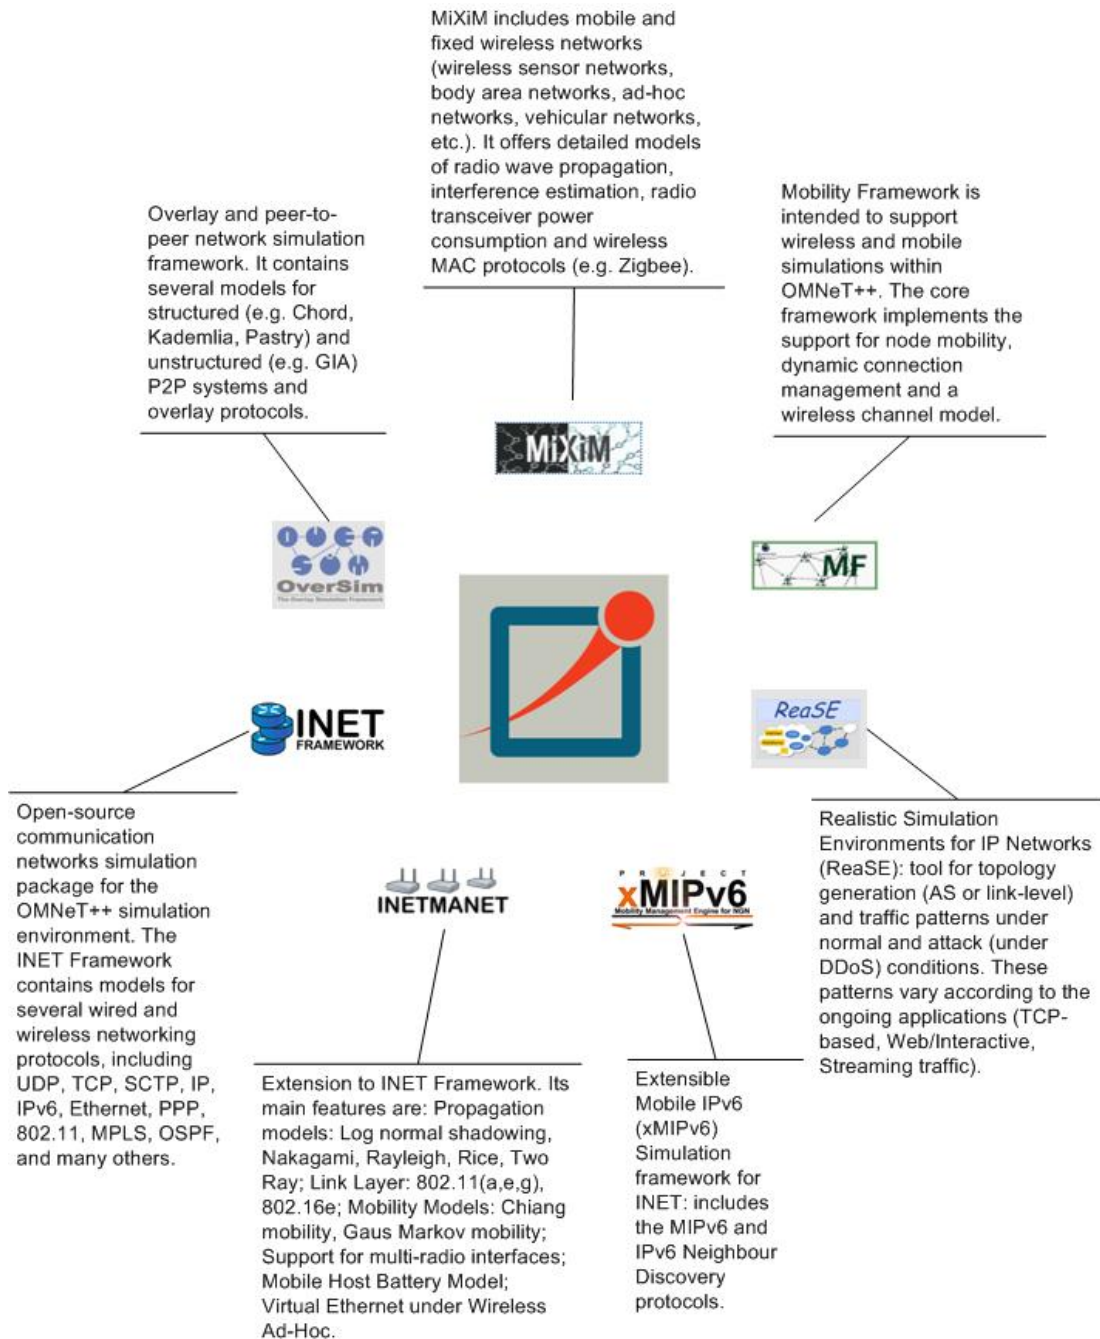 MiXiM includes mobile and
fixed wireless networks
(wireless sensor networks,
body area networks, ad-hoc
networks, vehicular networks,
etc.). It offers detailed models
of radio wave propagation,
interference estimation, radio
transceiver power
consumption and wireless
MAC protocols (e.g. Zigbee).
Mobility Framework is
intended to support
wireless and mobile
simulations within
OMNeT++. The core
framework implements the
support for node mobility,
dynamic connection
management and a
wireless channel model.
Overlay and peer-to-
peer network simulation
framework. It contains
several models for
structured (e.g. Chord,
Kademlia, Pastry) and
unstructured (e.g. GIA)
P2P systems and
overlay protocols.
MiXiM
OVER
SIM
OverSim
The Overlay Simulation Framework
MF
INET
FRAMEWORK
ReaSE
Open-source
communication
networks simulation
package for the
OMNeT++ simulation
environment. The
INET Framework
contains models for
several wired and
wireless networking
protocols, including
UDP, TCP, SCTP, IP,
IPv6, Ethernet, PPP,
802.11, MPLS, OSPF,
and many others.
INETMANET
PROJECT
xMIPv6
Mobility Management Engine for NGN
Realistic Simulation
Environments for IP Networks
(ReaSE): tool for topology
generation (AS or link-level)
and traffic patterns under
normal and attack (under
DDoS) conditions. These
patterns vary according to the
ongoing applications (TCP-
based, Web/Interactive,
Streaming traffic).
Extension to INET Framework. Its
main features are: Propagation
models: Log normal shadowing,
Nakagami, Rayleigh, Rice, Two
Ray; Link Layer: 802.11(a,e,g),
802.16e; Mobility Models: Chiang
mobility, Gaus Markov mobility;
Support for multi-radio interfaces;
Mobile Host Battery Model;
Virtual Ethernet under Wireless
Ad-Hoc.
Extensible
Mobile IPv6
(xMIPv6)
Simulation
framework for
INET: includes
the MIPv6 and
IPv6 Neighbour
Discovery
protocols.